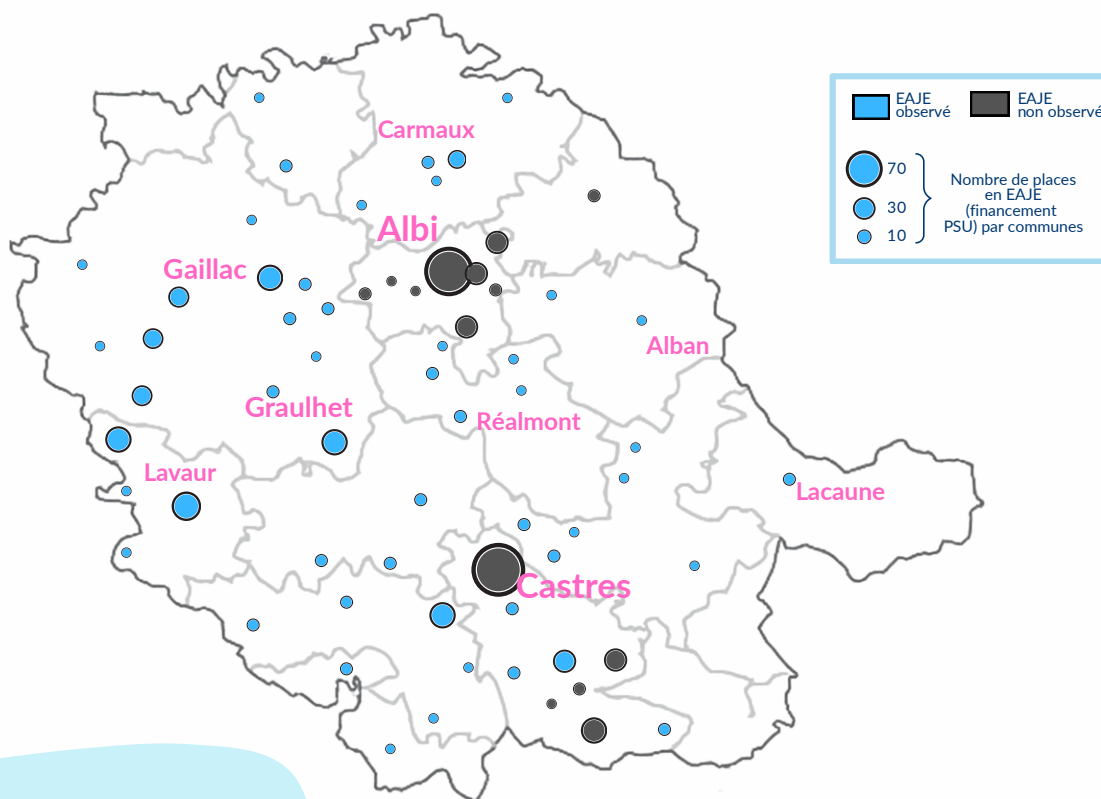 EAJE
observé
EAJE
non observé
70
30
10
Nombre de places
en EAJE
(financement
PSU) par communes
Carmaux
Albi
Gaillac
Alban
Graulhet
Réalmont
Lavaur
Lacaune
Castres